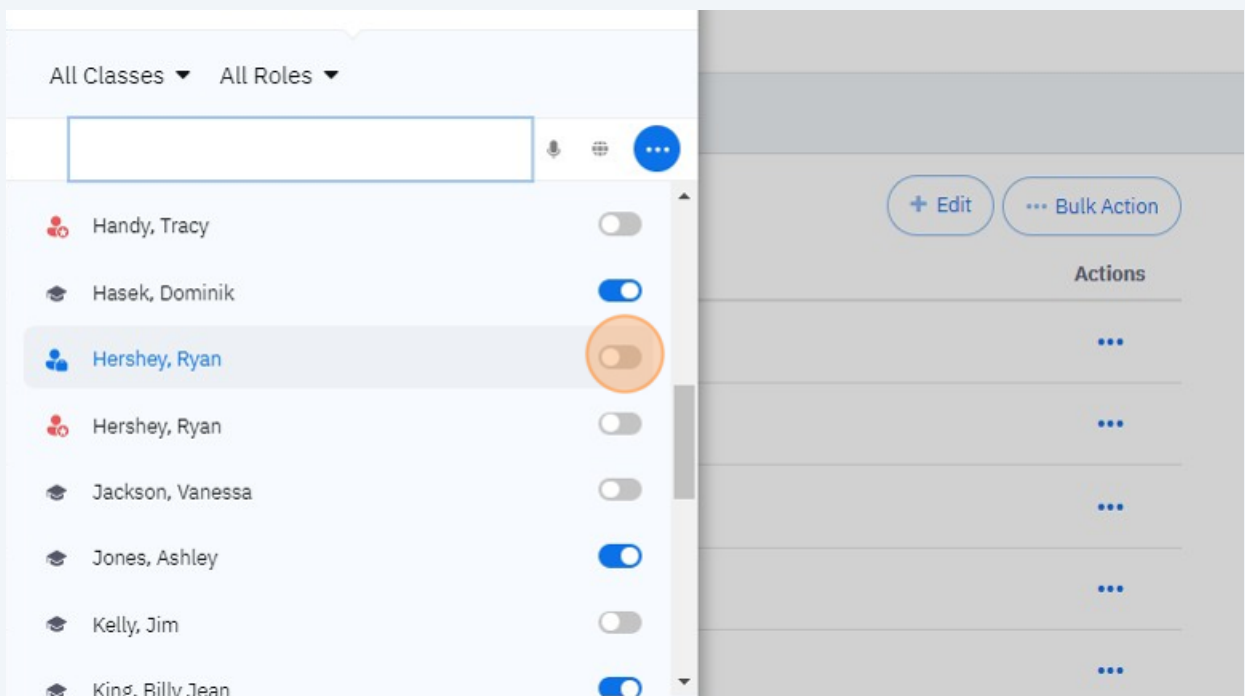 All Classes All Roles
+ Edit
Bulk Action
Actions
Handy, Tracy
Hasek, Dominik
Hershey, Ryan
Hershey, Ryan
Jackson, Vanessa
Jones, Ashley
Kelly, Jim
King, Billy Jean